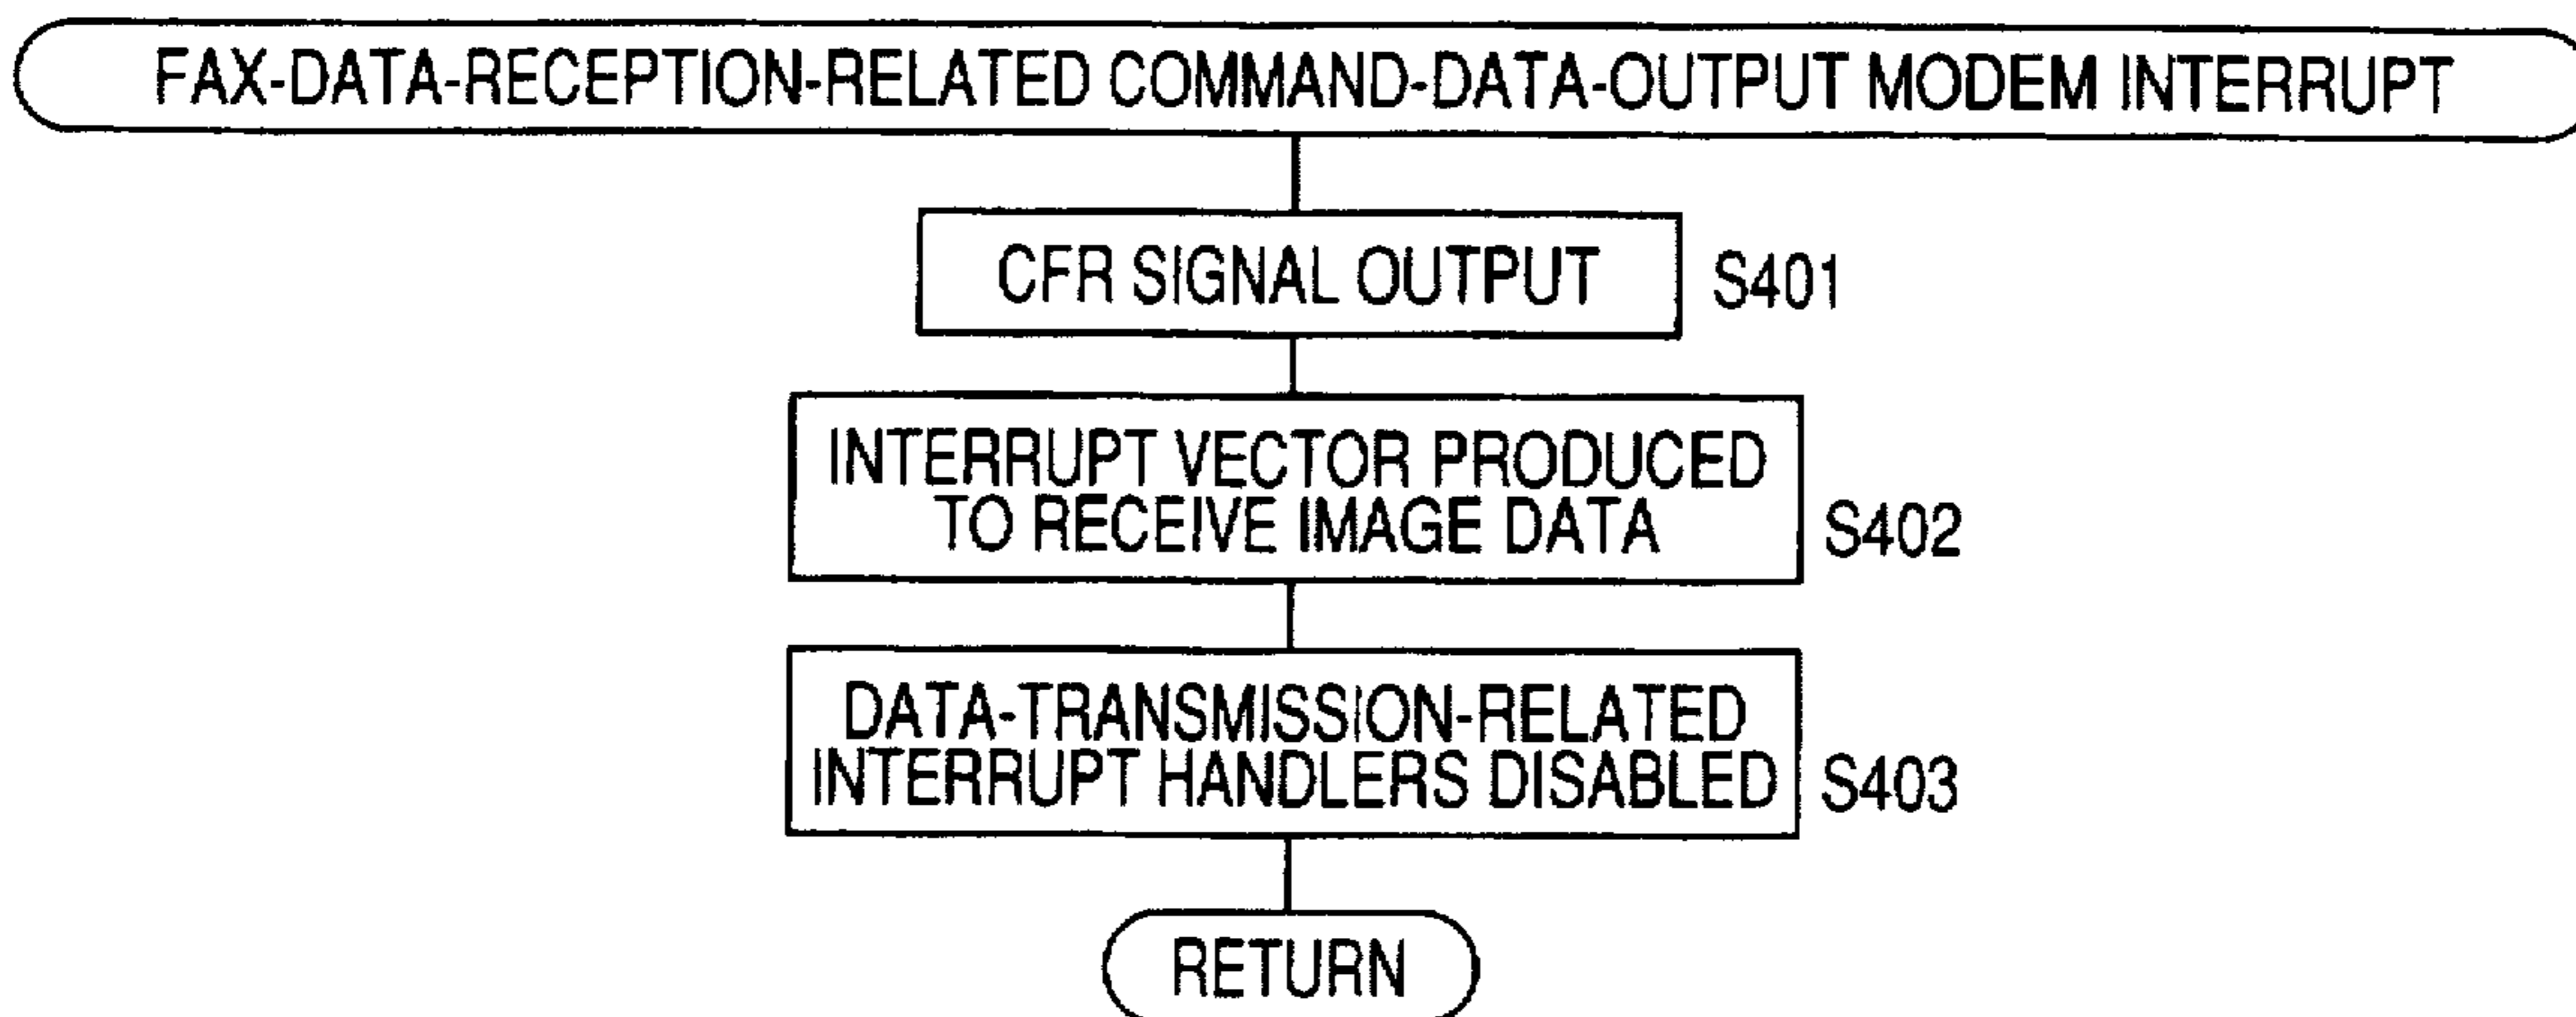 FAX-DATA-RECEPTION-RELATED COMMAND-DATA-OUTPUT MODEM INTERRUPT
CFR SIGNAL OUTPUT
S401
INTERRUPT VECTOR PRODUCED
TO RECEIVE IMAGE DATA
S402
DATA-TRANSMISSION-RELATED
INTERRUPT HANDLERS DISABLED
S403
RETURN